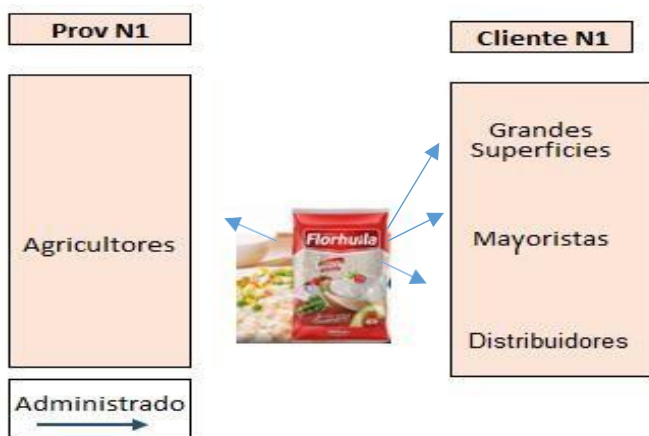 Prov N1
Cliente N1
Agricultores
Grandes
Superficies
Mayoristas
Distribuidores
Florhuila
Administrado